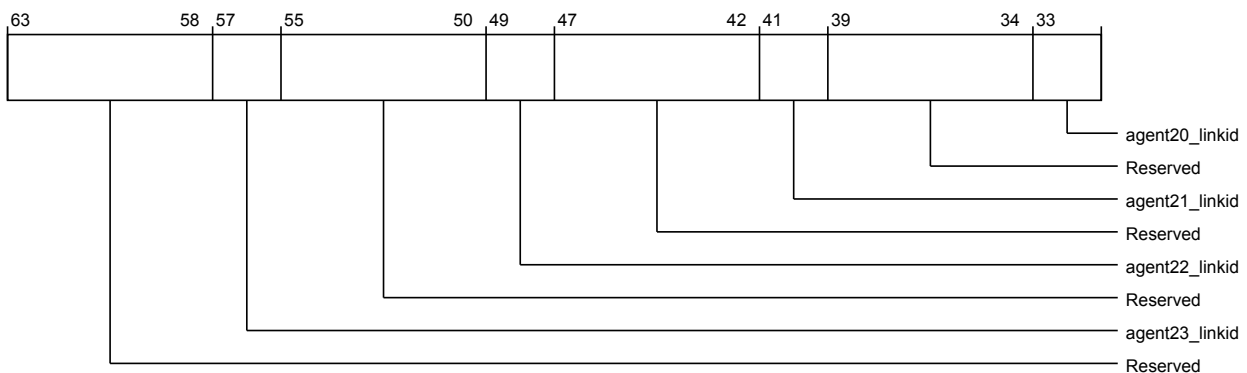 63 58 57 55 50 49 47 42 41 39 34 33
agent20_linkid
Reserved
agent21_linkid
Reserved
agent22_linkid
Reserved
agent23_linkid
Reserved